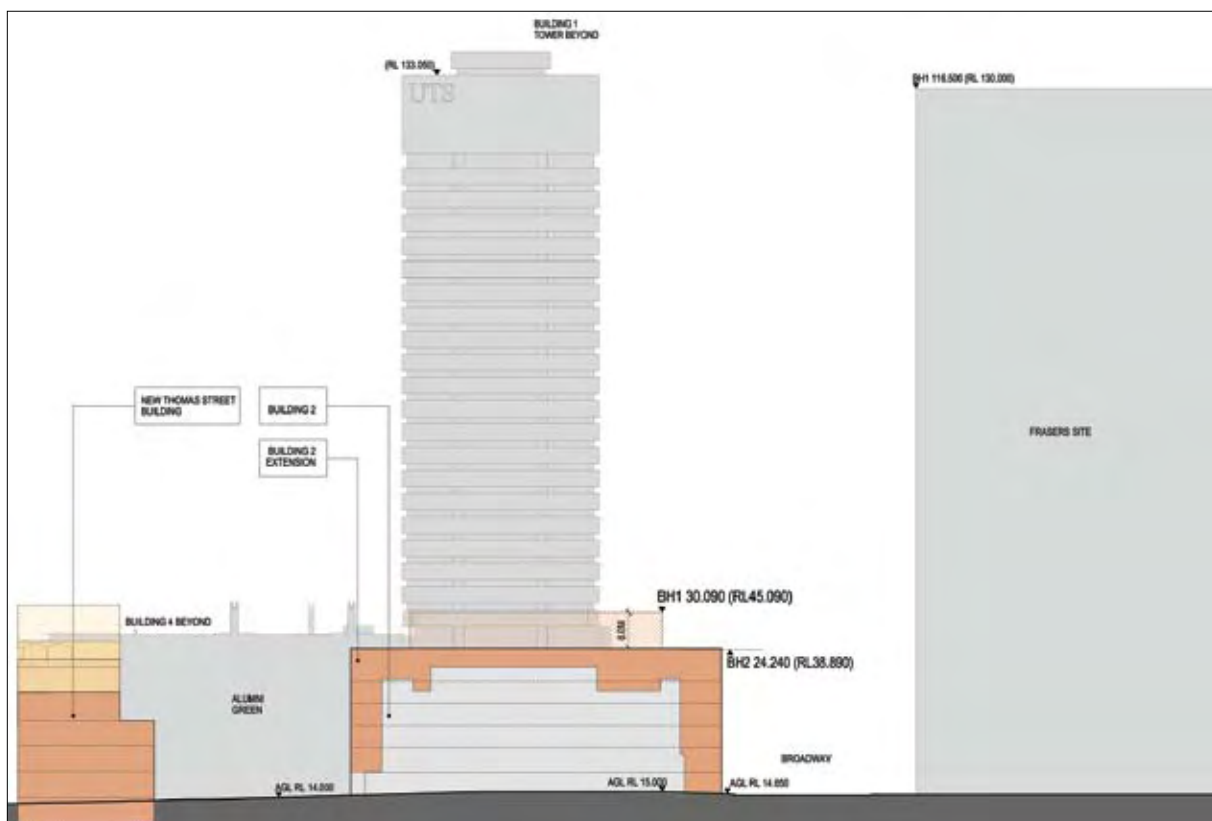 BUILDING 1
TOWER BEYOND
(RL 133.050)
UTS
BH1 116.506 (RL 130.000)
NEW THOMAS STREET
BUILDING
BUILDING 2
BUILDING 2
EXTENSION
FRASERS SITE
BH1 30.090 (RL45.090)
BUILDING 4 BEYOND
BH2 24.240 (RL38.890)
ALUMNI
GREEN
BROADWAY
AGL RL 14.000
AGL RL 15.000
AGL RL 14.650